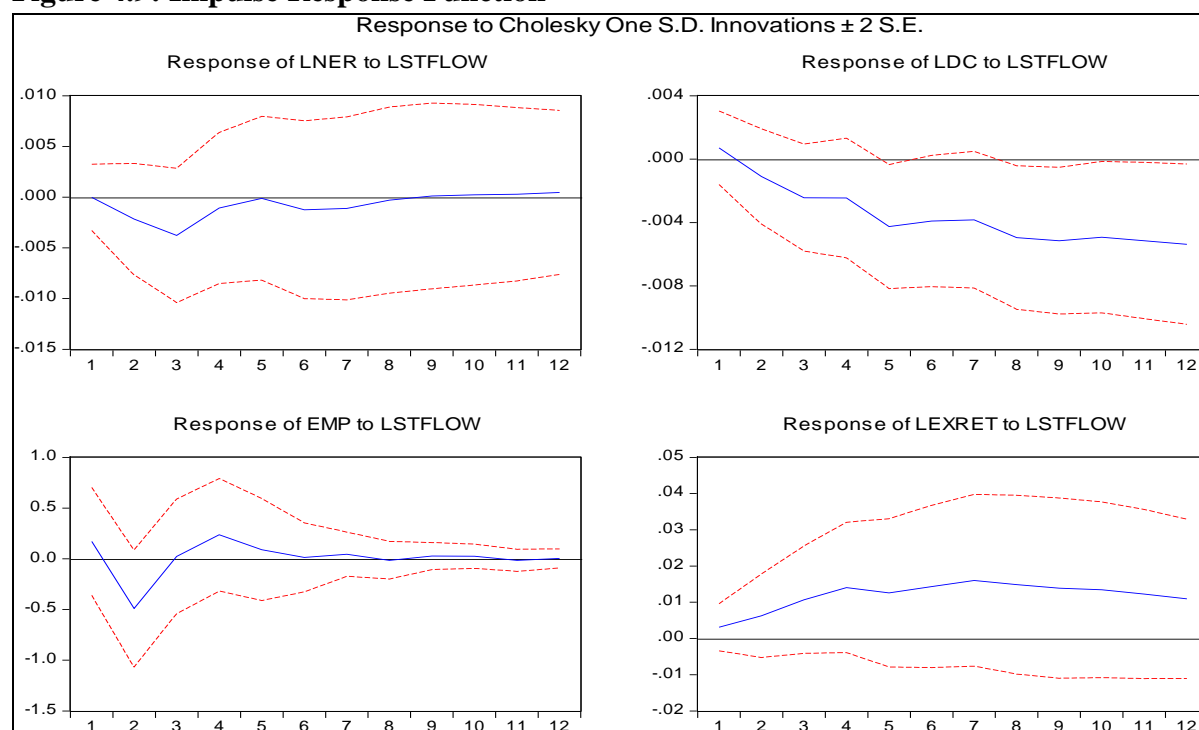 Figure 4.9: Impulse Response Function
Response to Cholesky One S.D. Innovations ± 2 S.E.
Response of LNER to LSTFLOW
.010
.005
.000
-.005
-.010
-.015
1 2 3 4 5 6 7 8 9 10 11 12
Response of LDC to LSTFLOW
.004
.000
-.004
-.008
-.012
1 2 3 4 5 6 7 8 9 10 11 12
Response of EMP to LSTFLOW
1.0
0.5
0.0
-0.5
-1.0
-1.5
1 2 3 4 5 6 7 8 9 10 11 12
Response of LEXRET to LSTFLOW
.05
.04
.03
.02
.01
.00
-.01
-.02
1 2 3 4 5 6 7 8 9 10 11 12